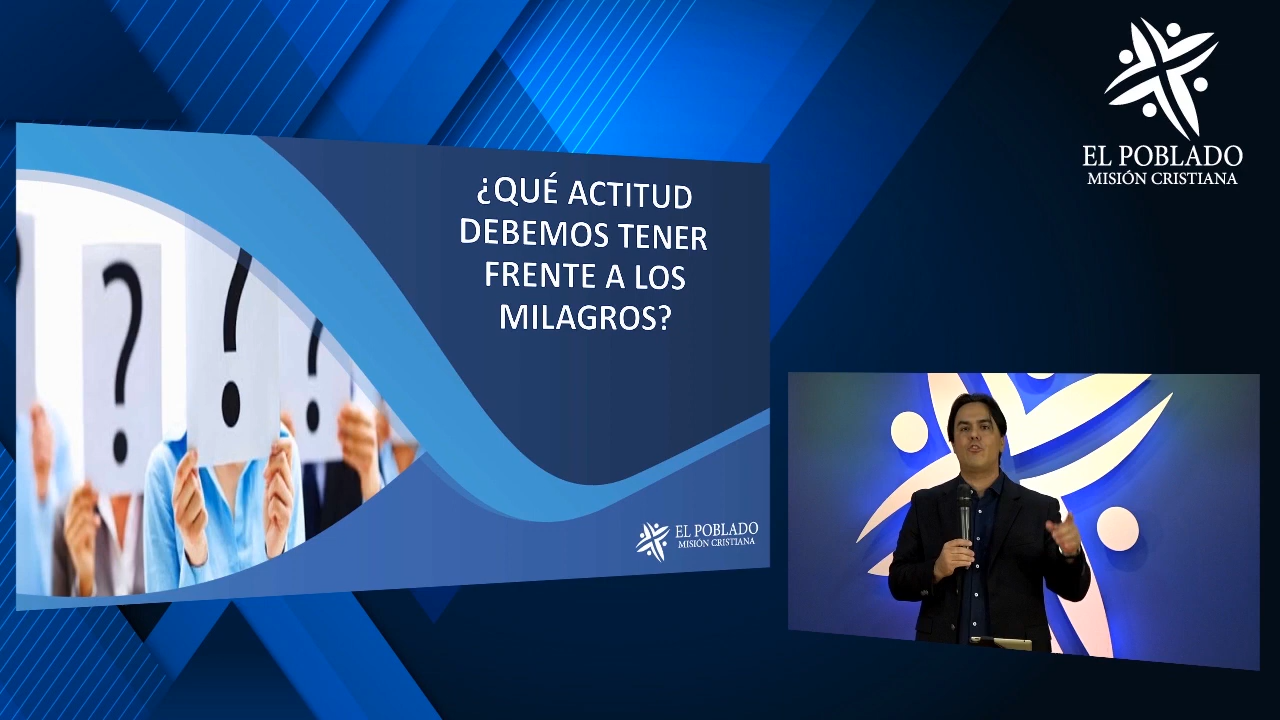 ¿QUÉ ACTITUD
DEBEMOS TENER
FRENTE A LOS
MILAGROS?
EL POBLADO
MISIÓN CRISTIANA
EL POBLADO
MISIÓN CRISTIANA